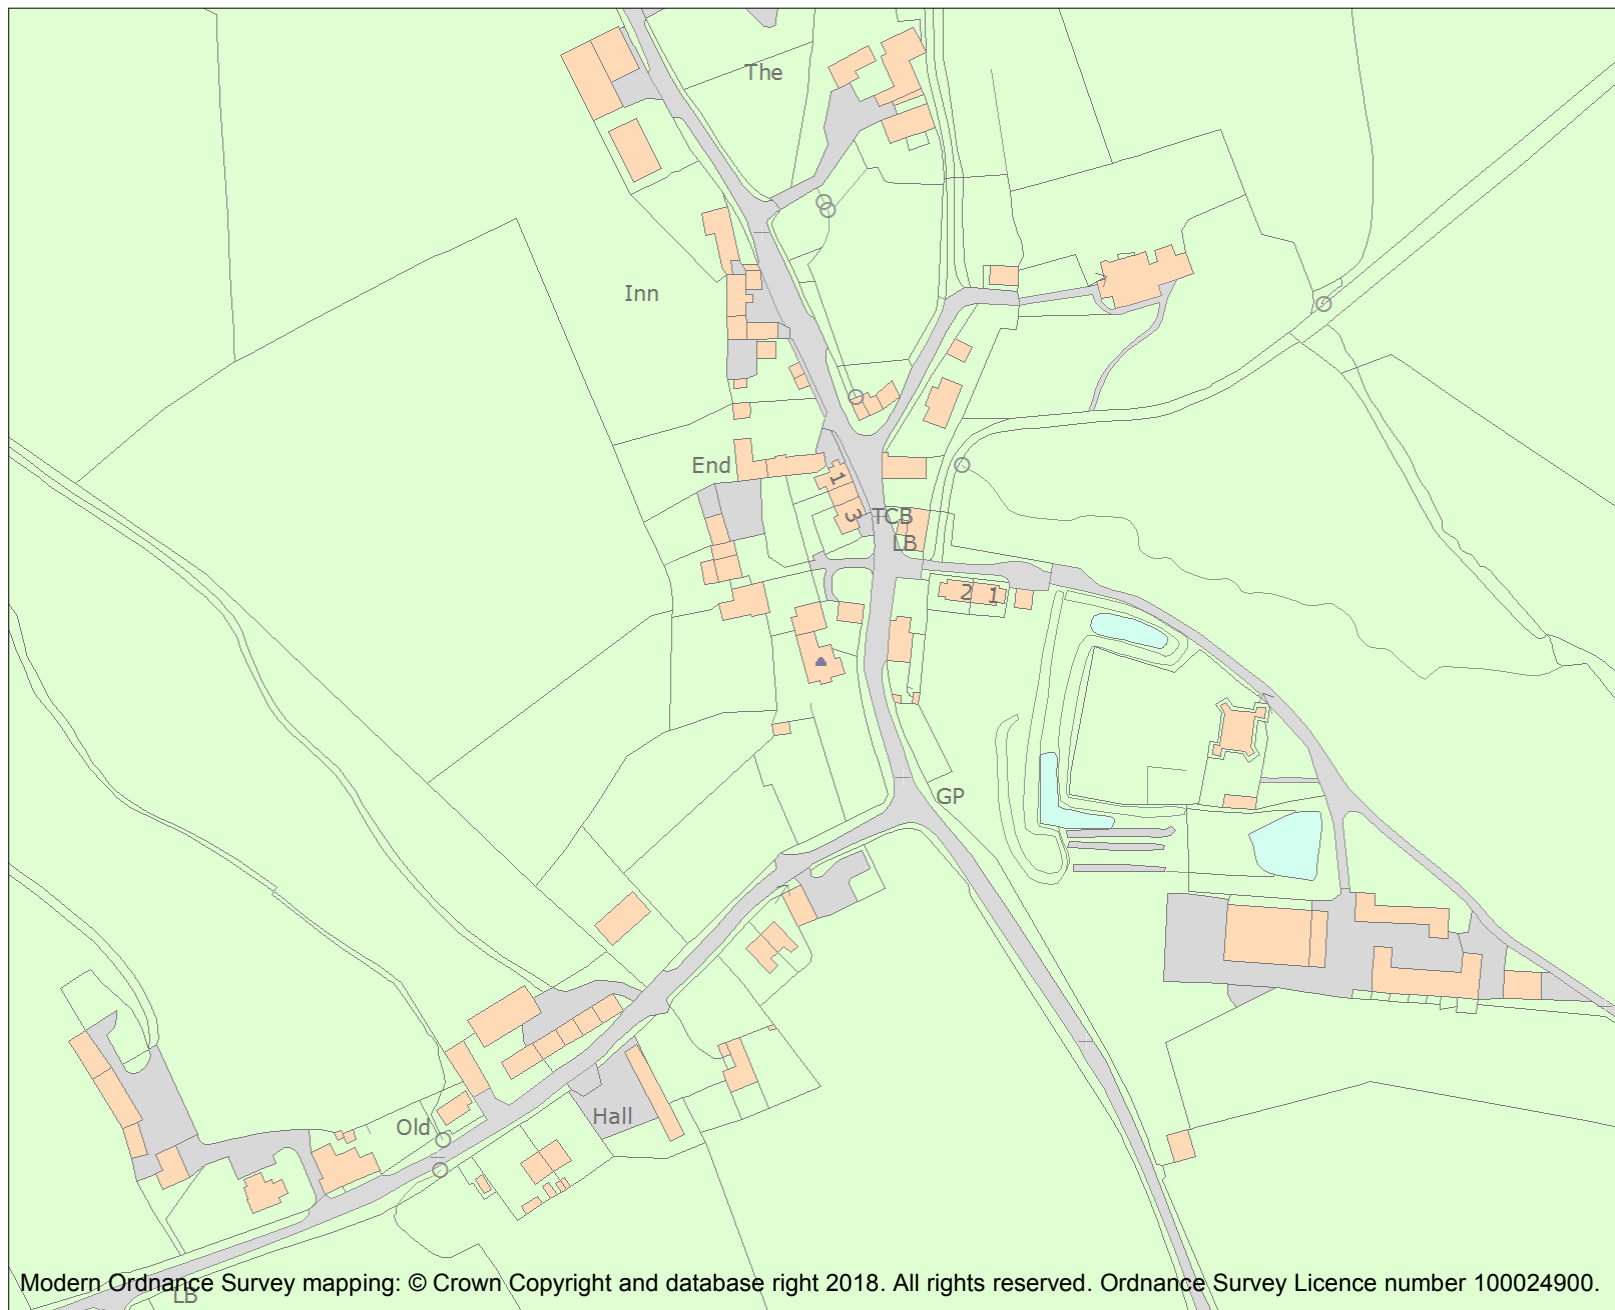 The
Inn
End
1
3
TCB
LB
2 1
GP
Hall
Old
Modern Ordnance Survey mapping: © Crown Copyright and database right 2018. All rights reserved. Ordnance Survey Licence number 100024900.
LB